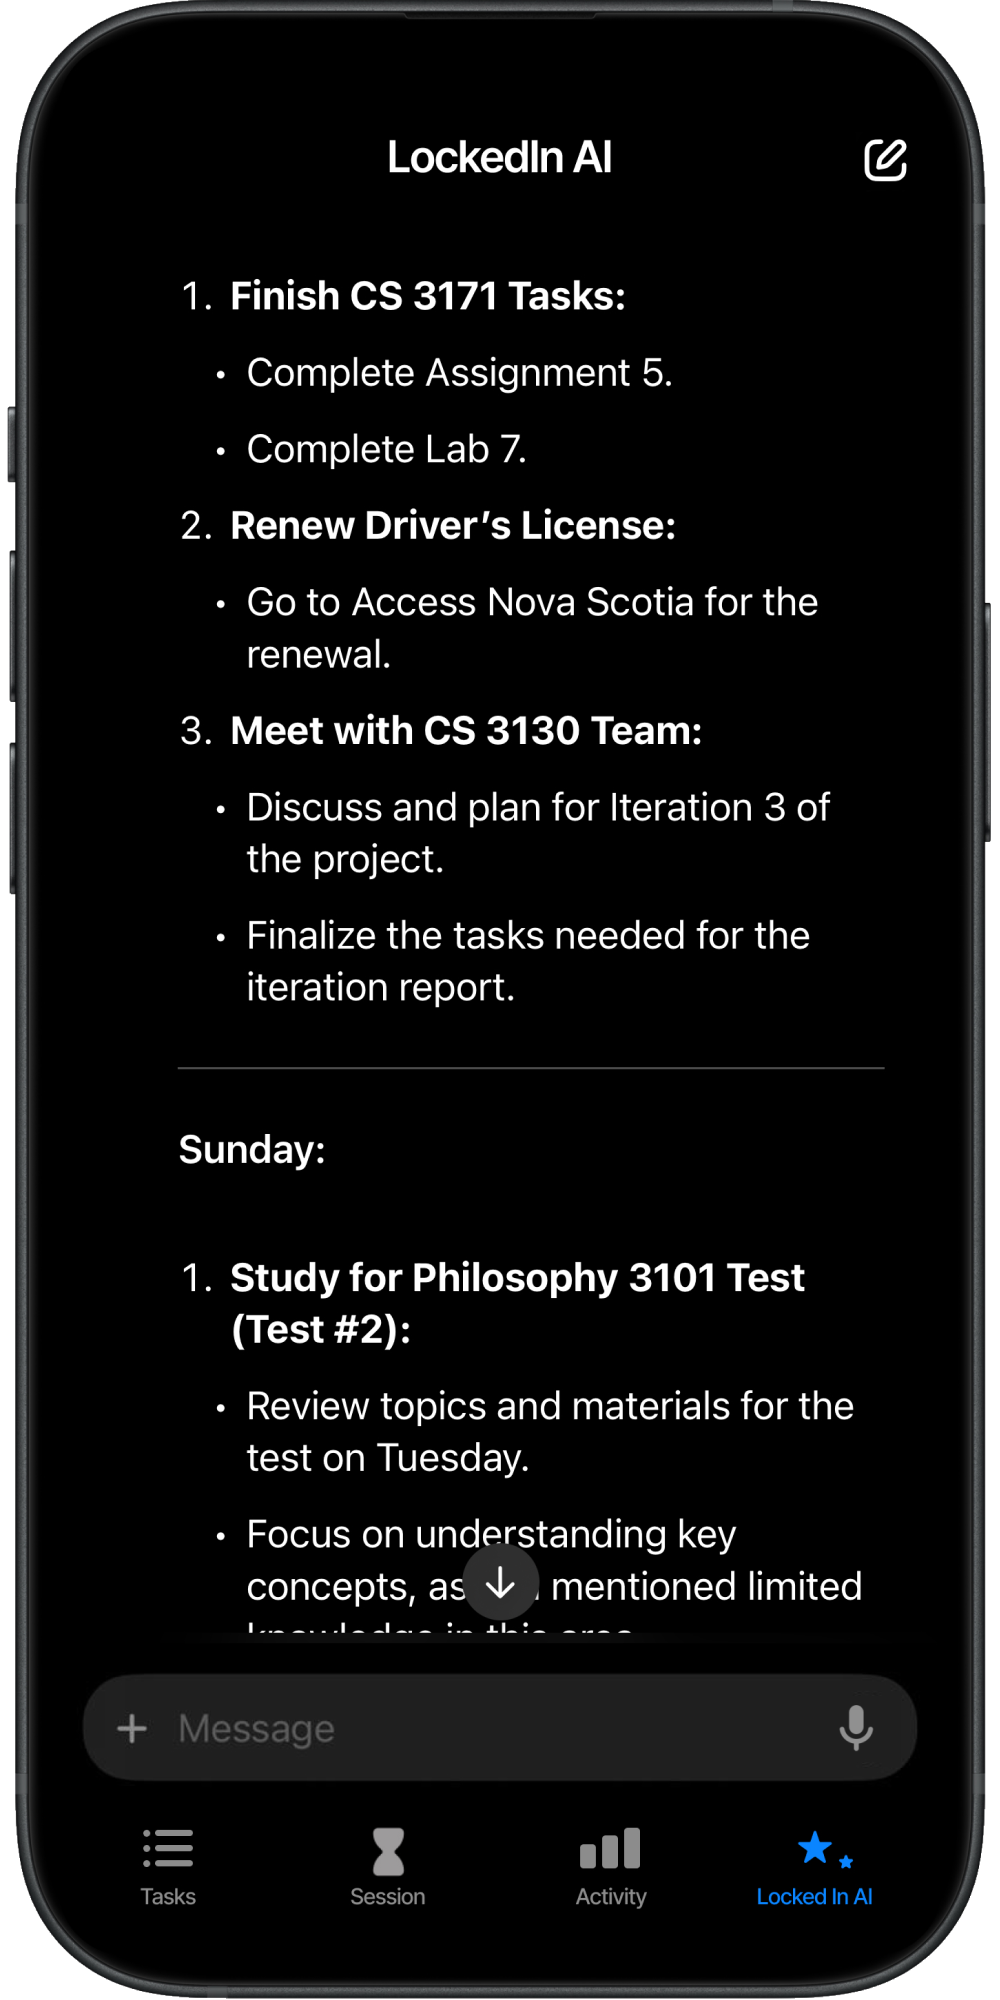 LockedIn AI
1. Finish CS 3171 Tasks:
• Complete Assignment 5.
• Complete Lab 7.
2. Renew Driver’s License:
• Go to Access Nova Scotia for the
renewal.
3. Meet with CS 3130 Team:
• Discuss and plan for Iteration 3 of
the project.
• Finalize the tasks needed for the
iteration report.
Sunday:
1. Study for Philosophy 3101 Test
(Test #2):
• Review topics and materials for the
test on Tuesday.
• Focus on understanding key
concepts, as mentioned limited
knowledge in this area
Message
Tasks
Session
Activity
Locked In AI